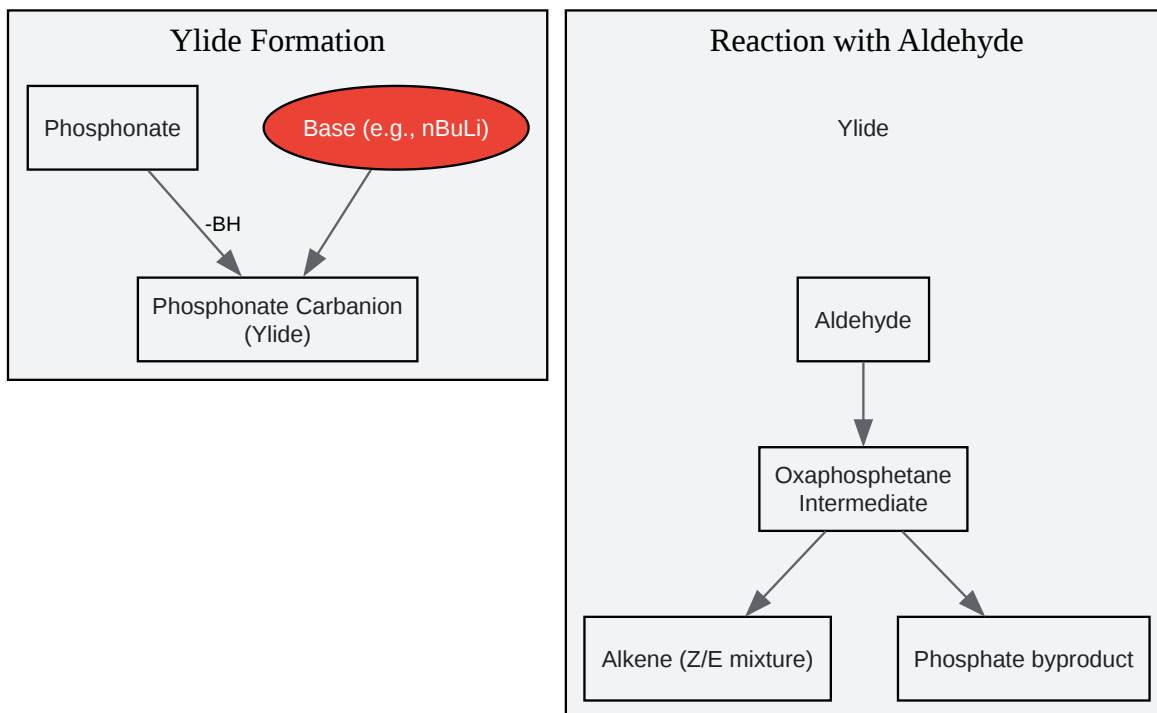 Ylide Formation
Phosphonate
Base (e.g., nBuLi)
-BH
Phosphonate Carbanion
(Ylide)
Reaction with Aldehyde
Ylide
Aldehyde
Oxaphosphetane
Intermediate
Alkene (Z/E mixture)
Phosphate byproduct